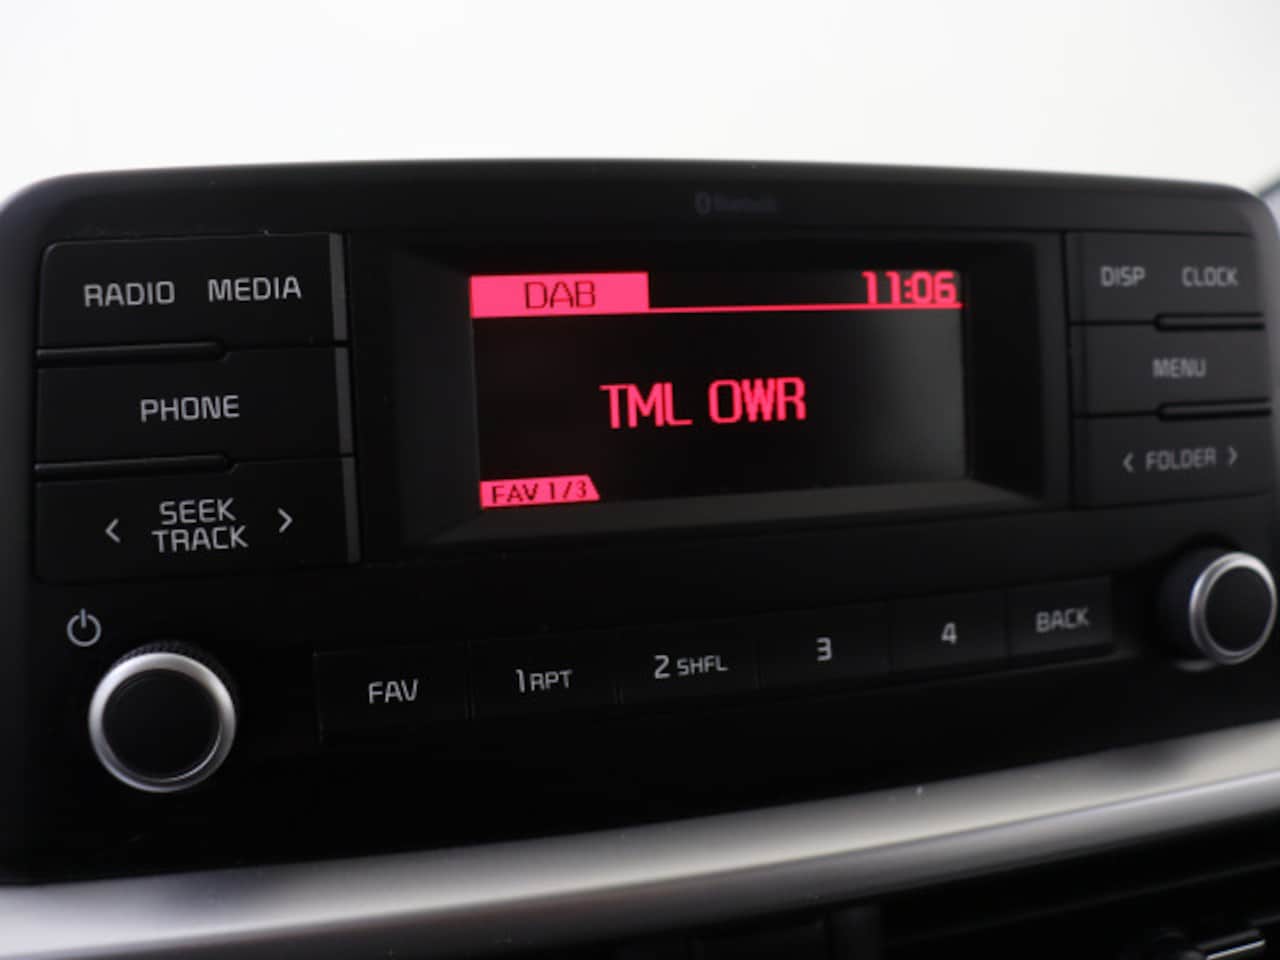 Bluetooth
RADIO MEDIA
PHONE
< SEEK TRACK >
DAB 11:06
TML OWR
FAV 1/3
DISP CLOCK
MENU
< FOLDER >
FAV 1 RPT 2 SHFL 3 4 BACK